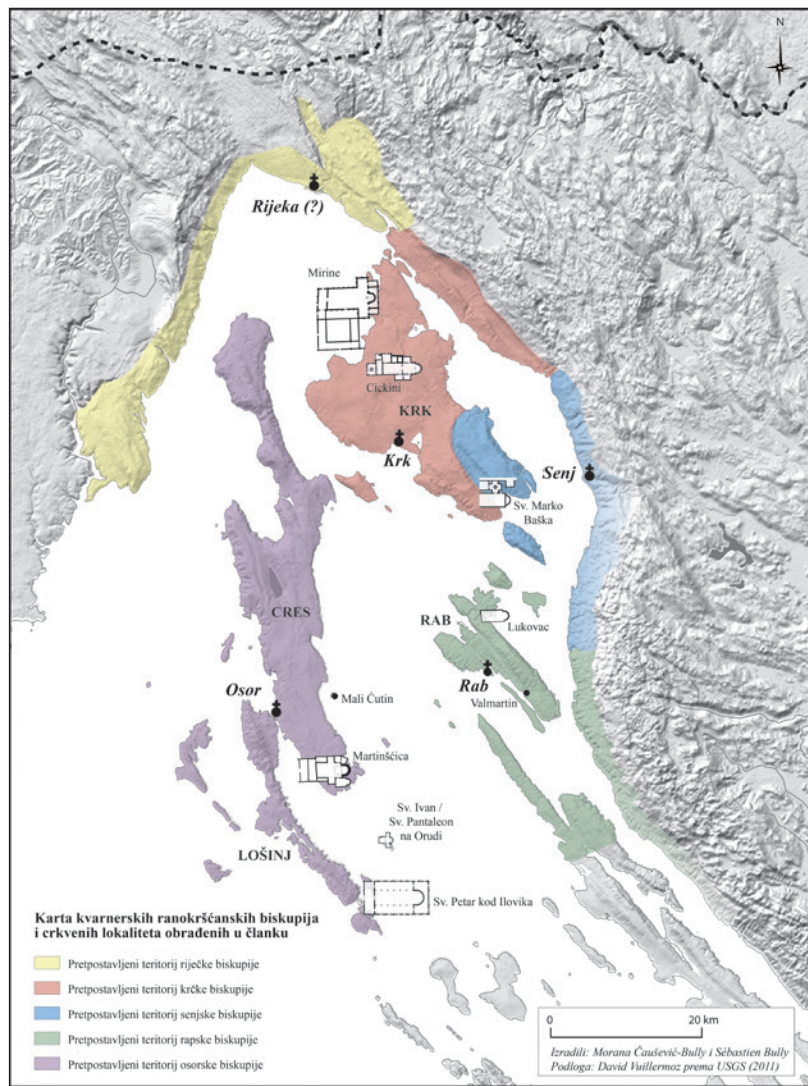 N
Rijeka (?)
Mirine
Cickini
KRK
Krk
Senj
Sv. Marko
Baška
CRES
RAB
Lukovac
Rab
Valmartin
Osor
Mali Ćutin
Martinšćica
Sv. Ivan /
Sv. Pantaleon
na Orudi
LOŠINJ
Sv. Petar kod Ilovika
Karta kvarnerskih ranokršćanskih biskupija
i crkvenih lokaliteta obrađenih u članku
Pretpostavljeni teritorij riječke biskupije
Pretpostavljeni teritorij krčke biskupije
Pretpostavljeni teritorij senjske biskupije
Pretpostavljeni teritorij rapske biskupije
Pretpostavljeni teritorij osorske biskupije
0 20 km
Izradili: Morana Čaušević-Bully i Sébastien Bully
Podloga: David Vuillermoz prema USGS (2011)